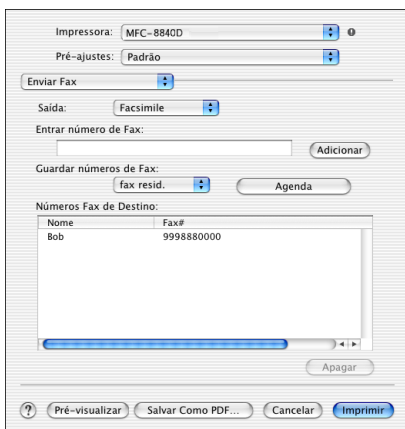 Impressora: MFC-8840D
Pré-ajustes: Padrão
Enviar Fax
Saída: Facsimile
Entrar número de Fax:
Adicionar
Guardar números de Fax:
fax resid. Agenda
Números Fax de Destino:
Nome Fax#
Bob 9998880000
Apagar
? Pré-visualizar Salvar Como PDF... Cancelar Imprimir